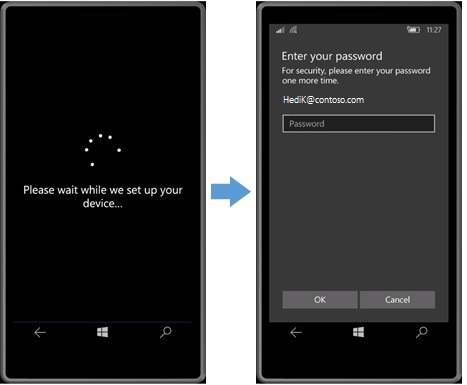 Please wait while we set up your
device...
11:27
Enter your password
For security, please enter your password
one more time.
HediK@contoso.com
Password
OK
Cancel